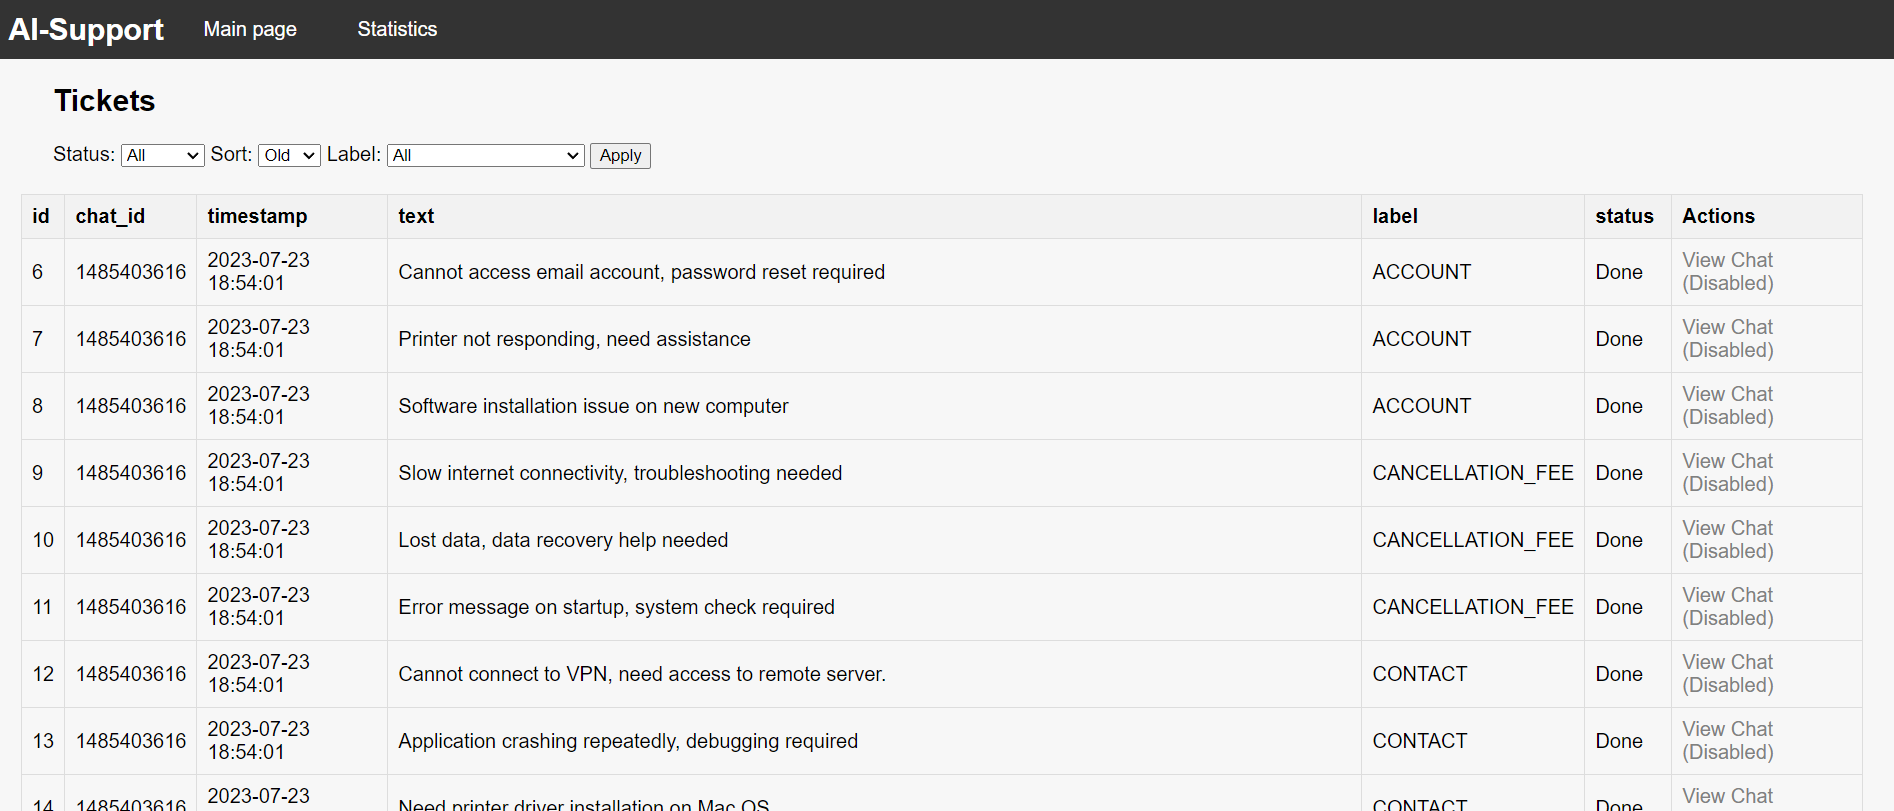 AI-Support Main page Statistics
Tickets
Status: All Sort: Old Label: All Apply
id chat_id timestamp text label status Actions
6 1485403616 2023-07-23 18:54:01 Cannot access email account, password reset required ACCOUNT Done View Chat (Disabled)
7 1485403616 2023-07-23 18:54:01 Printer not responding, need assistance ACCOUNT Done View Chat (Disabled)
8 1485403616 2023-07-23 18:54:01 Software installation issue on new computer ACCOUNT Done View Chat (Disabled)
9 1485403616 2023-07-23 18:54:01 Slow internet connectivity, troubleshooting needed CANCELLATION_FEE Done View Chat (Disabled)
10 1485403616 2023-07-23 18:54:01 Lost data, data recovery help needed CANCELLATION_FEE Done View Chat (Disabled)
11 1485403616 2023-07-23 18:54:01 Error message on startup, system check required CANCELLATION_FEE Done View Chat (Disabled)
12 1485403616 2023-07-23 18:54:01 Cannot connect to VPN, need access to remote server. CONTACT Done View Chat (Disabled)
13 1485403616 2023-07-23 18:54:01 Application crashing repeatedly, debugging required CONTACT Done View Chat (Disabled)
14 1485403616 2023-07-23 Need printer driver installation on Mac OS CONTACT Done View Chat